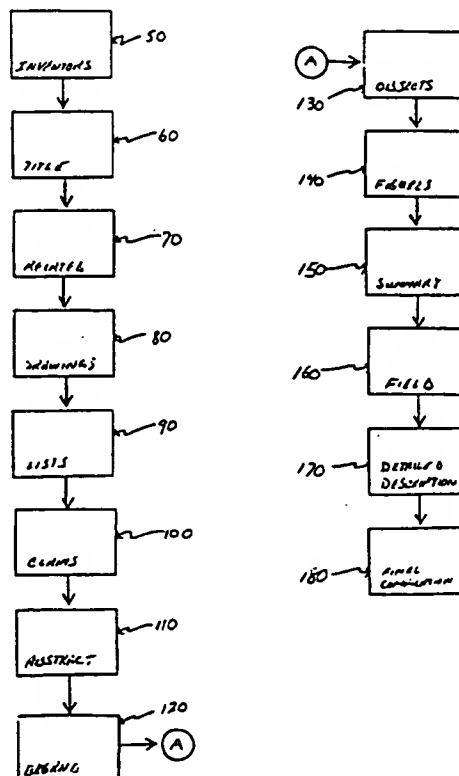 50
INVENTORS
60
TITLE
70
80
DRAWINGS
90
LISTS
100
CLAIMS
110
ABSTRACT
120
A
A
130
OBJECTS
140
FIGURES
150
SUMMARY
160
FIELD
170
DETAILED
DESCRIPTION
180
FINAL